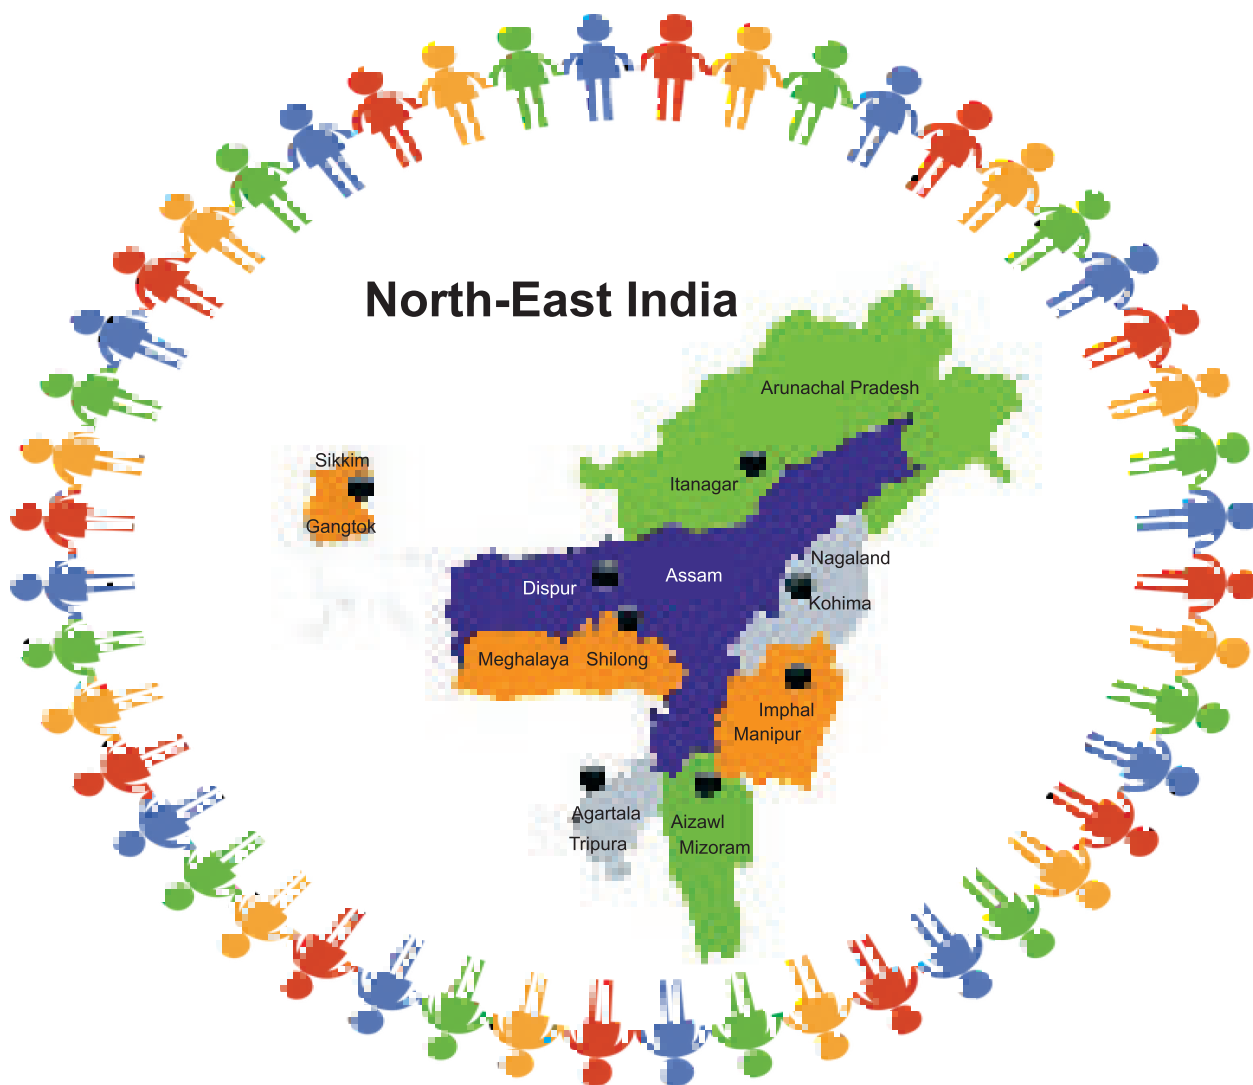 North-East India
Arunachal Pradesh
Sikkim
Itanagar
Gangtok
Nagaland
Assam
Dispur
Kohima
Meghalaya
Shilong
Imphal
Manipur
Agartala
Aizawl
Tripura
Mizoram